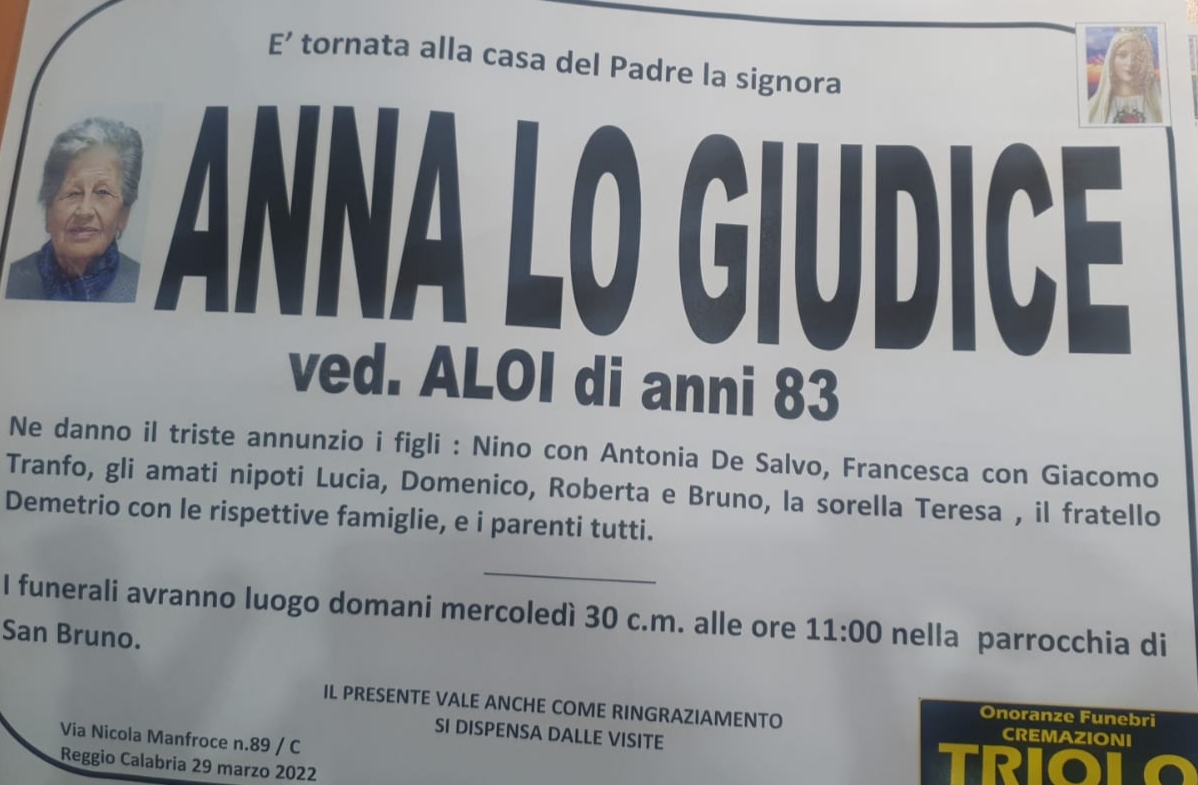 E' tornata alla casa del Padre la signora
ANNA LO GIUDICE
ved. ALOI di anni 83
Ne danno il triste annunzio i figli : Nino con Antonia De Salvo, Francesca con Giacomo
Tranfo, gli amati nipoti Lucia, Domenico, Roberta e Bruno, la sorella Teresa , il fratello
Demetrio con le rispettive famiglie, e i parenti tutti.
I funerali avranno luogo domani mercoledì 30 c.m. alle ore 11:00 nella parrocchia di
San Bruno.
IL PRESENTE VALE ANCHE COME RINGRAZIAMENTO
SI DISPENSA DALLE VISITE
Via Nicola Manfroce n.89 / C
Reggio Calabria 29 marzo 2022
Onoranze Funebri
CREMAZIONI
TRIOLO